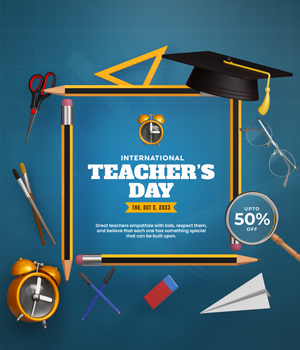 INTERNATIONAL
TEACHER'S
DAY
THU, OCT 5, 2023
Great teachers empathize with kids, respect them,
and believe that each one has something special
that can be built upon.
UPTO
50%
OFF